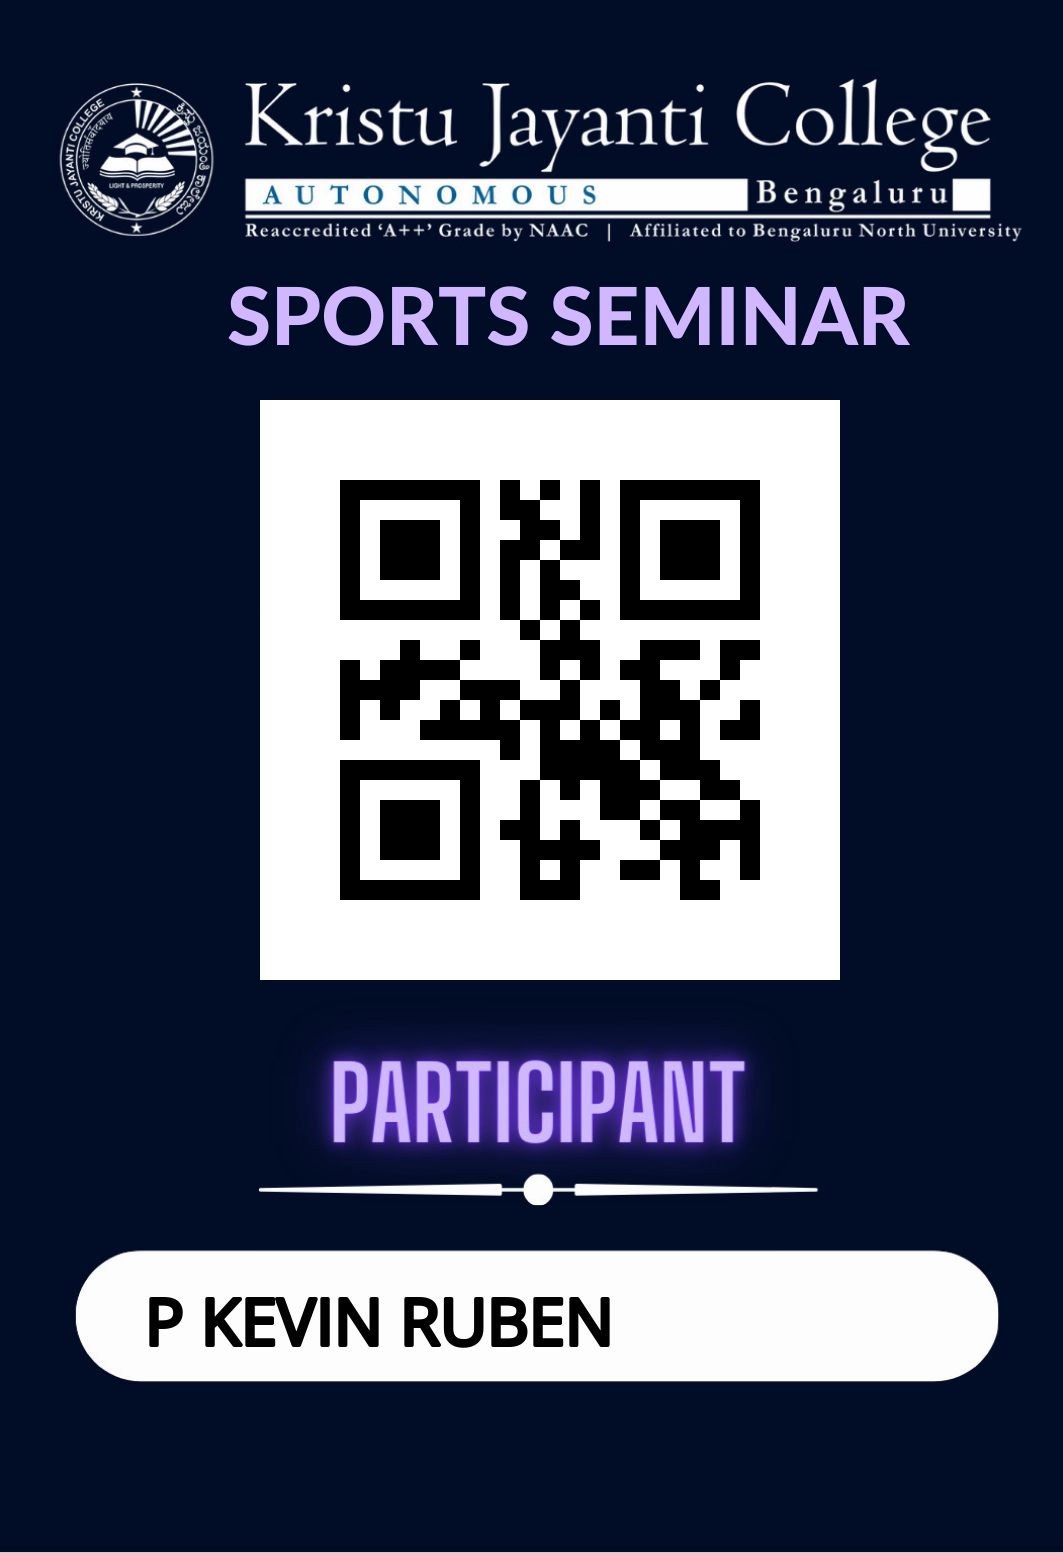 KRISTU JAYANTI COLLEGE
LIGHT & PROSPERITY
Kristu Jayanti College
AUTONOMOUS Bengaluru
Reaccredited ‘A++’ Grade by NAAC | Affiliated to Bengaluru North University
SPORTS SEMINAR
PARTICIPANT
P KEVIN RUBEN